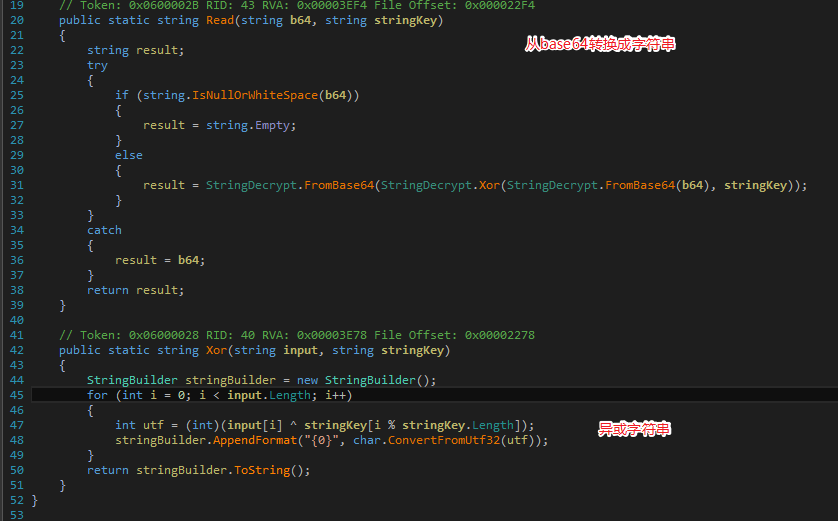 19 // Token: 0x0600002B RID: 43 RVA: 0x00003EF4 File Offset: 0x000022F4
20 public static string Read(string b64, string stringKey)
21 {
从base64转换成字符串
22 string result;
23 try
24 {
25 if (string.IsNullOrWhiteSpace(b64))
26 {
27 result = string.Empty;
28 }
29 else
30 {
31 result = StringDecrypt.FromBase64(StringDecrypt.Xor(StringDecrypt.FromBase64(b64), stringKey));
32 }
33 }
34 catch
35 {
36 result = b64;
37 }
38 return result;
39 }
40
41 // Token: 0x06000028 RID: 40 RVA: 0x00003E78 File Offset: 0x00002278
42 public static string Xor(string input, string stringKey)
43 {
44 StringBuilder stringBuilder = new StringBuilder();
45 for (int i = 0; i < input.Length; i++)
46 {
47 int utf = (int)(input[i] ^ stringKey[i % stringKey.Length]);
异或字符串
48 stringBuilder.AppendFormat("{0}", char.ConvertFromUtf32(utf));
49 }
50 return stringBuilder.ToString();
51 }
52 }
53